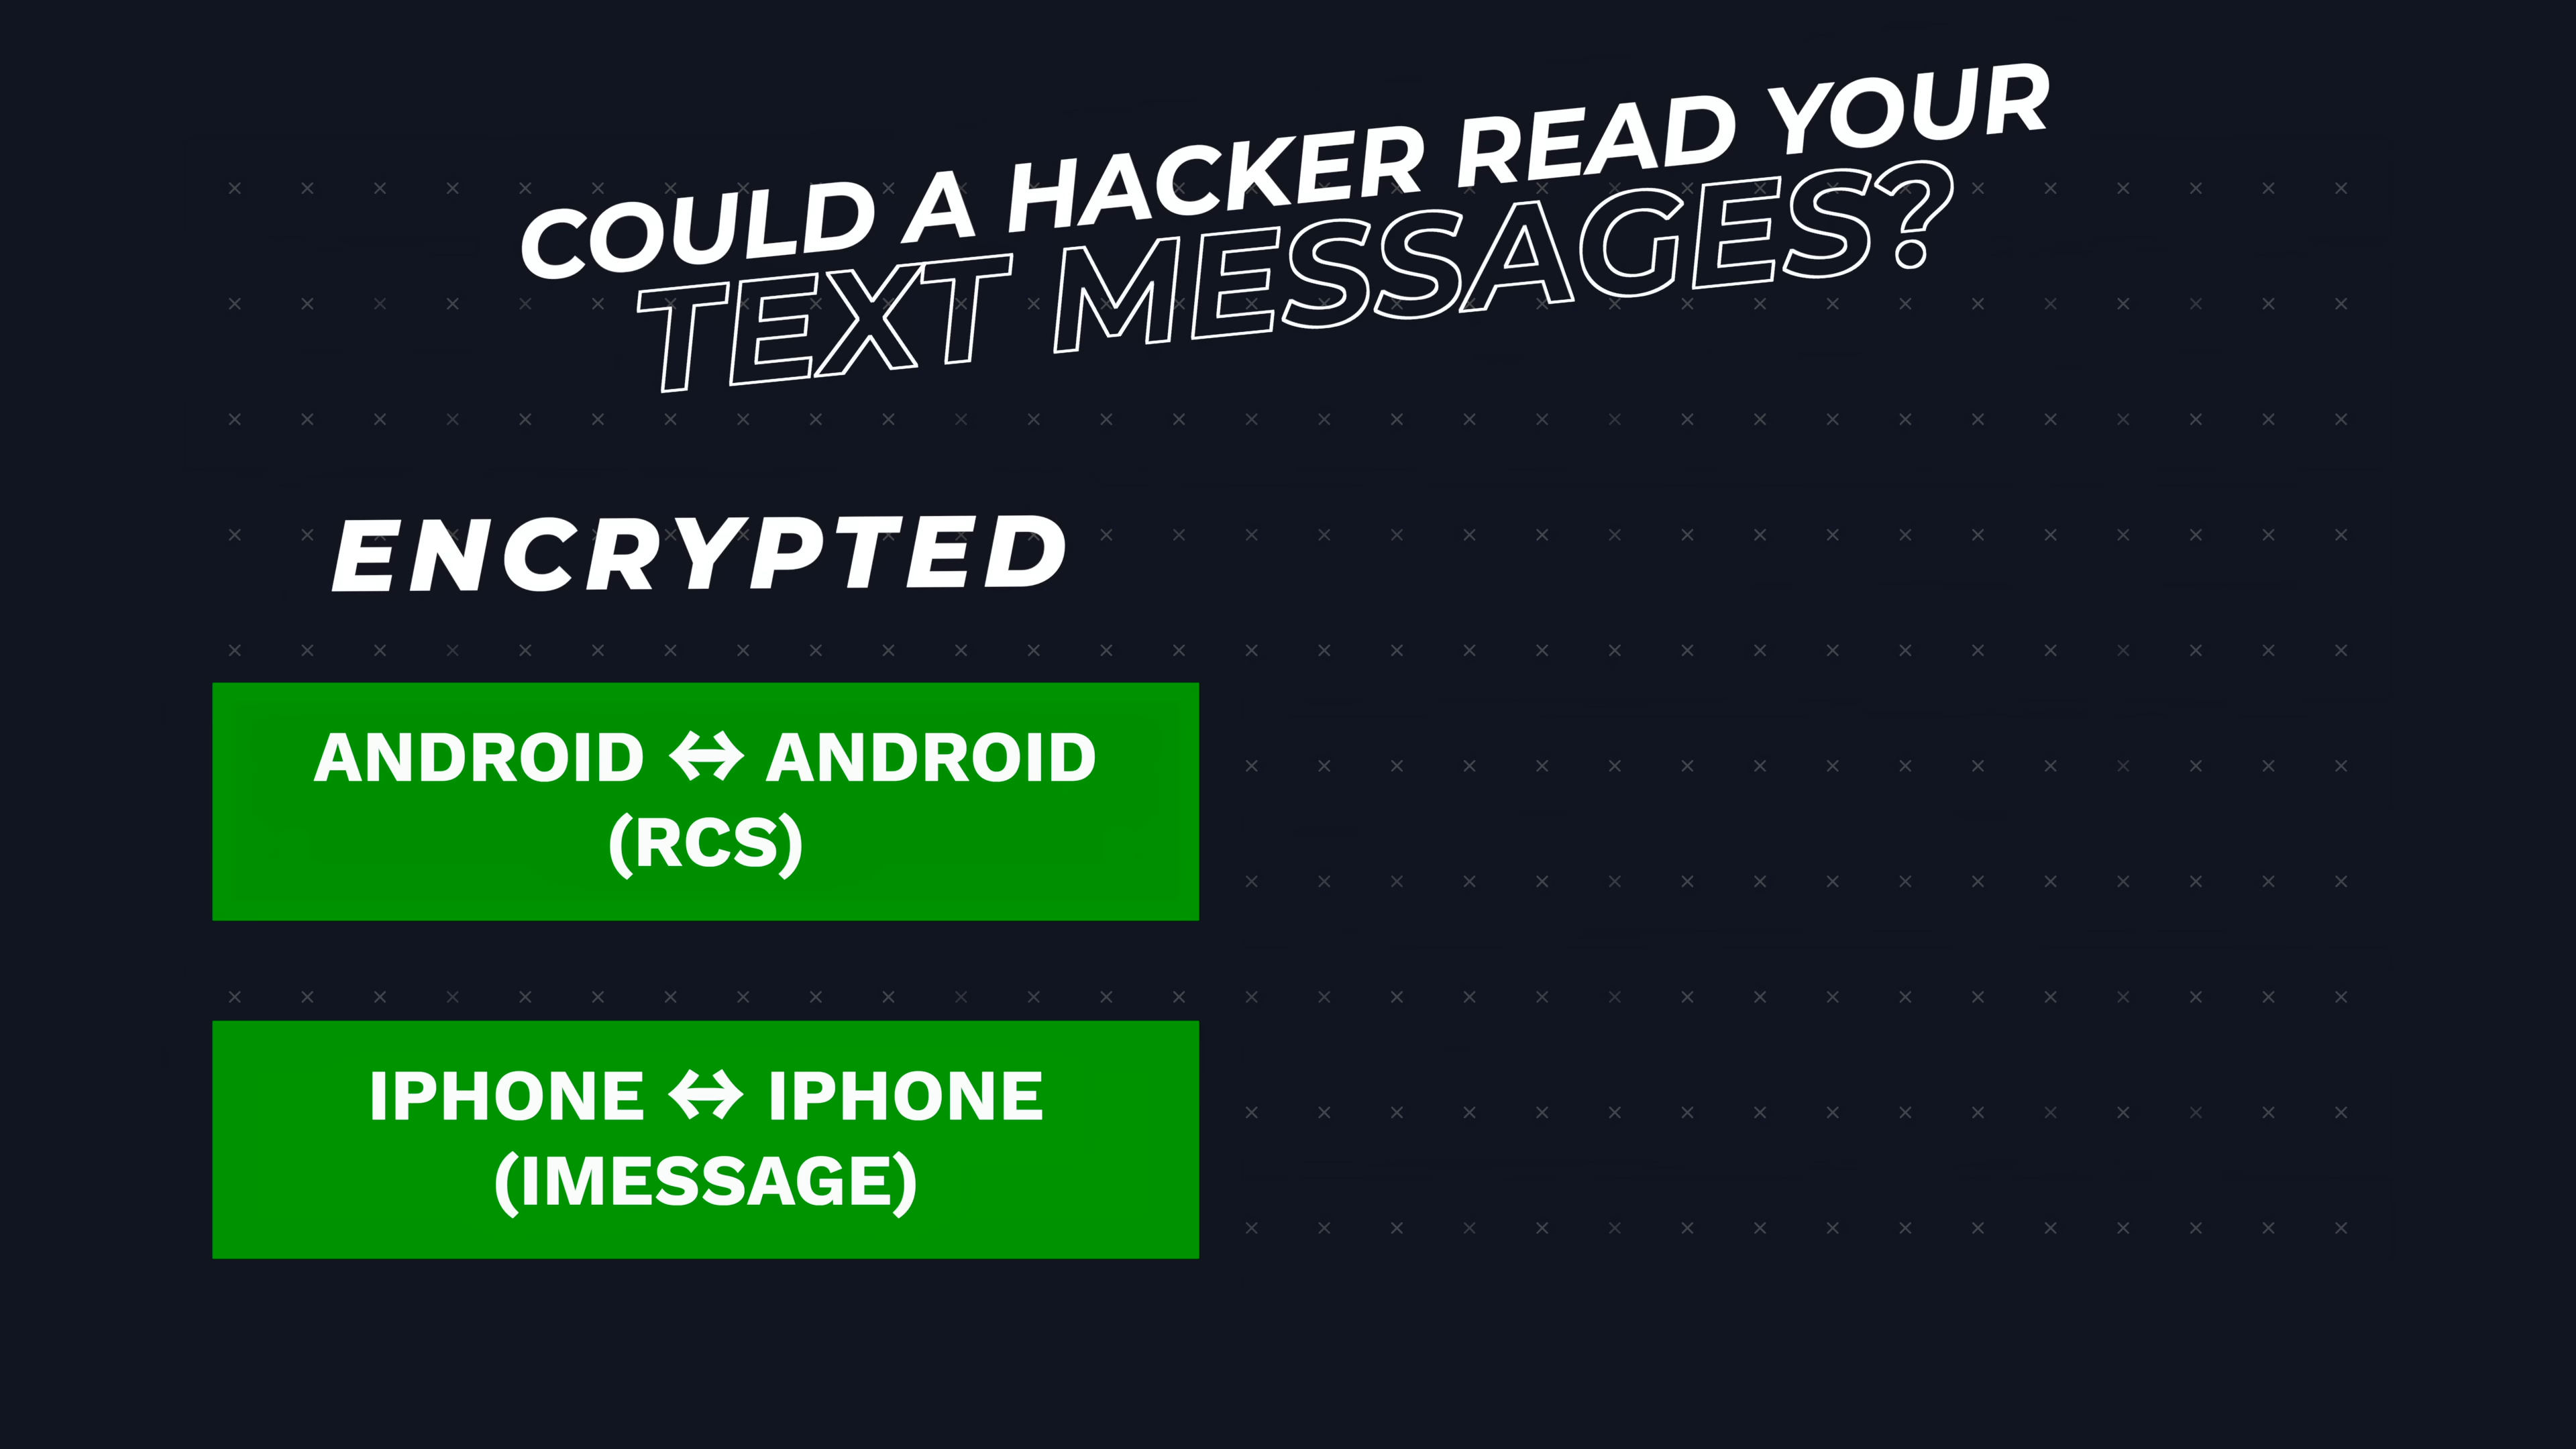 COULD A HACKER READ YOUR
TEXT MESSAGES?
ENCRYPTED
ANDROID ↔ ANDROID
(RCS)
IPHONE ↔ IPHONE
(IMESSAGE)